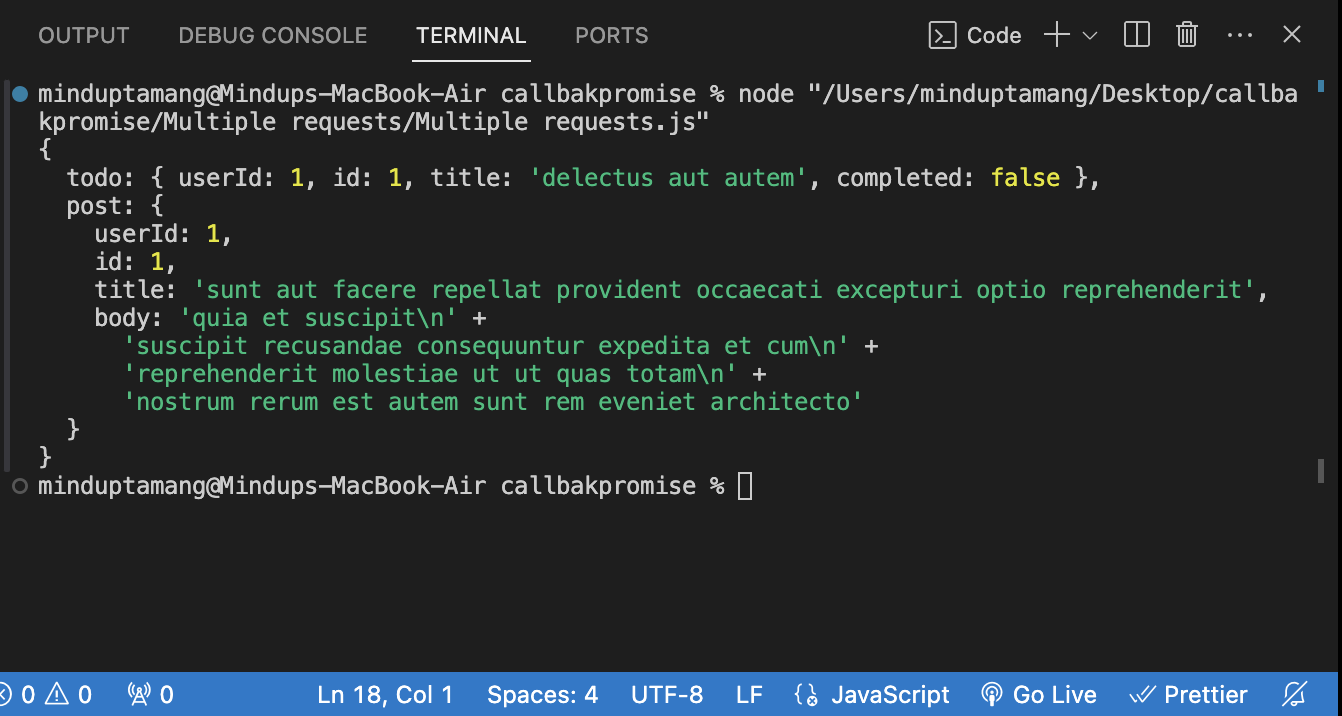 OUTPUT DEBUG CONSOLE TERMINAL PORTS Code
minduptamang@Mindups-MacBook-Air callbakpromise % node "/Users/minduptamang/Desktop/callba
kpromise/Multiple requests/Multiple requests.js"
{
  todo: { userId: 1, id: 1, title: 'delectus aut autem', completed: false },
  post: {
    userId: 1,
    id: 1,
    title: 'sunt aut facere repellat provident occaecati excepturi optio reprehenderit',
    body: 'quia et suscipit\n' +
      'suscipit recusandae consequuntur expedita et cum\n' +
      'reprehenderit molestiae ut ut quas totam\n' +
      'nostrum rerum est autem sunt rem eveniet architecto'
  }
}
minduptamang@Mindups-MacBook-Air callbakpromise %
0 0 0 Ln 18, Col 1 Spaces: 4 UTF-8 LF JavaScript Go Live Prettier